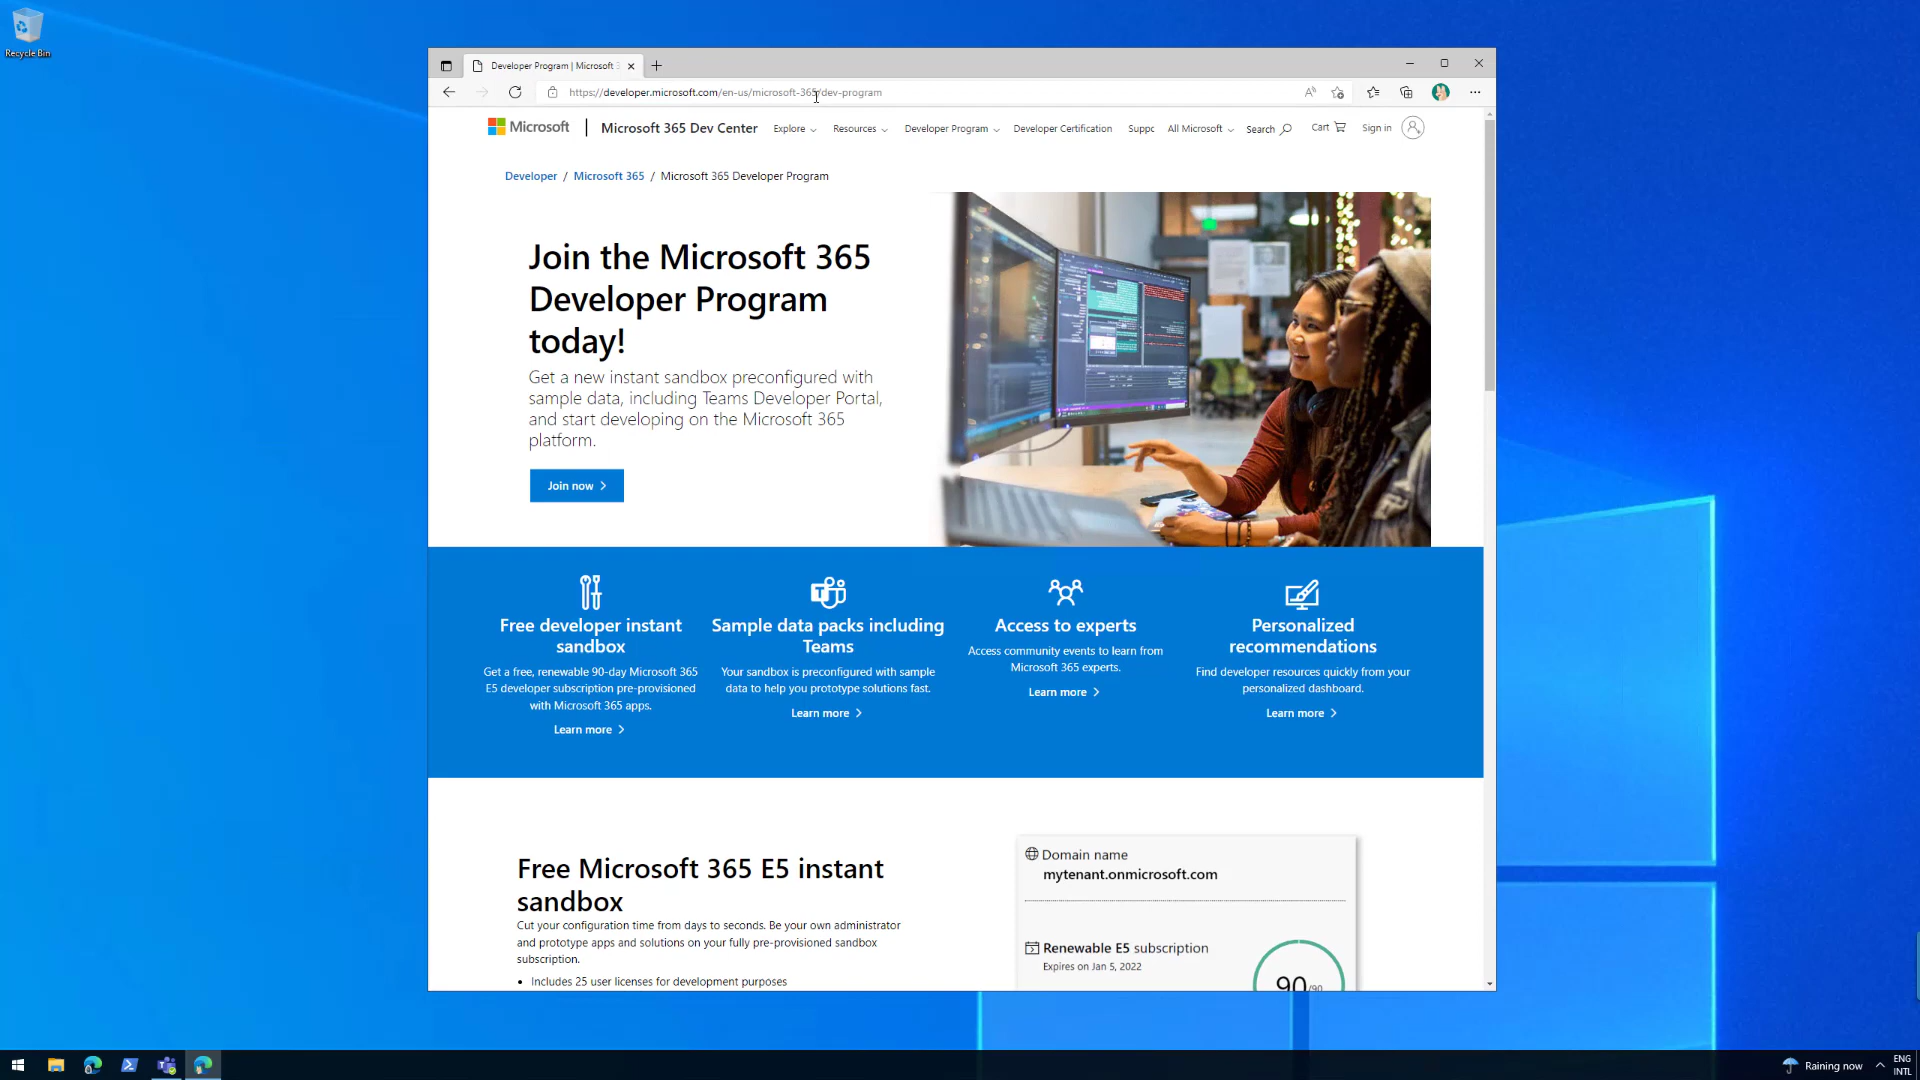 Recycle Bin
Developer Program | Microsoft 3
https://developer.microsoft.com/en-us/microsoft-365/dev-program
Microsoft | Microsoft 365 Dev Center Explore Resources Developer Program Developer Certification Suppc All Microsoft Search Cart Sign in
Developer / Microsoft 365 / Microsoft 365 Developer Program
Join the Microsoft 365
Developer Program
today!
Get a new instant sandbox preconfigured with
sample data, including Teams Developer Portal,
and start developing on the Microsoft 365
platform.
Join now >
Free developer instant
sandbox
Get a free, renewable 90-day Microsoft 365
E5 developer subscription pre-provisioned
with Microsoft 365 apps.
Learn more >
Sample data packs including
Teams
Your sandbox is preconfigured with sample
data to help you prototype solutions fast.
Learn more >
Access to experts
Access community events to learn from
Microsoft 365 experts.
Learn more >
Personalized
recommendations
Find developer resources quickly from your
personalized dashboard.
Learn more >
Free Microsoft 365 E5 instant
sandbox
Cut your configuration time from days to seconds. Be your own administrator
and prototype apps and solutions on your fully pre-provisioned sandbox
subscription.
• Includes 25 user licenses for development purposes
Domain name
mytenant.onmicrosoft.com
Renewable E5 subscription
Expires on Jan 5, 2022
90/90
Raining now
ENG
INTL